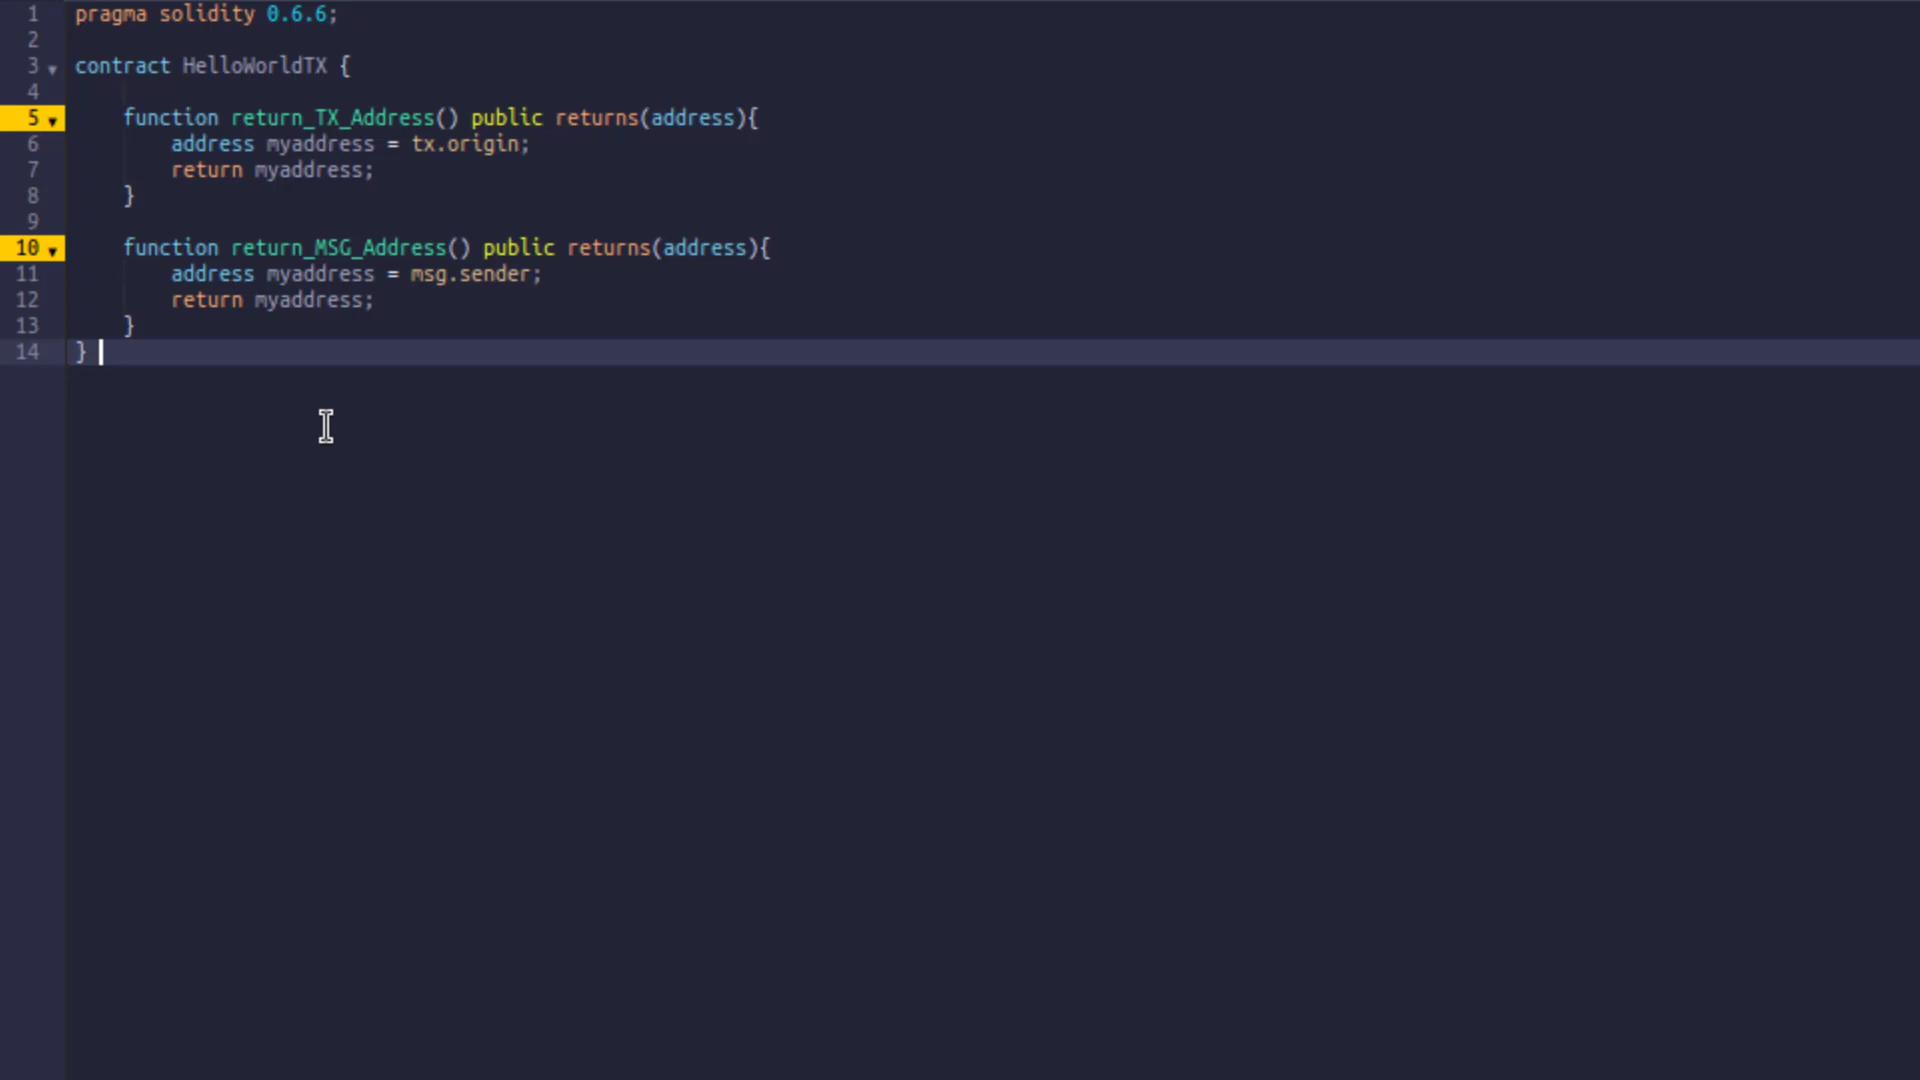 1 pragma solidity 0.6.6;
2
3 contract HelloWorldTX {
4
5 function return_TX_Address() public returns(address){
6 address myaddress = tx.origin;
7 return myaddress;
8 }
9
10 function return_MSG_Address() public returns(address){
11 address myaddress = msg.sender;
12 return myaddress;
13 }
14 }